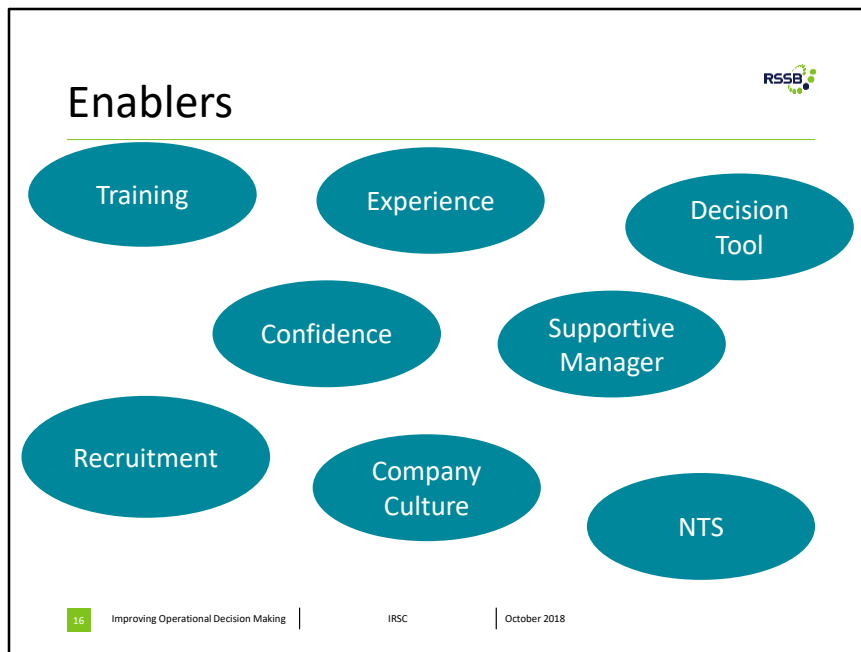 RSSB
Enablers
Training
Experience
Decision
Tool
Confidence
Supportive
Manager
Recruitment
Company
Culture
NTS
16 Improving Operational Decision Making IRSC October 2018